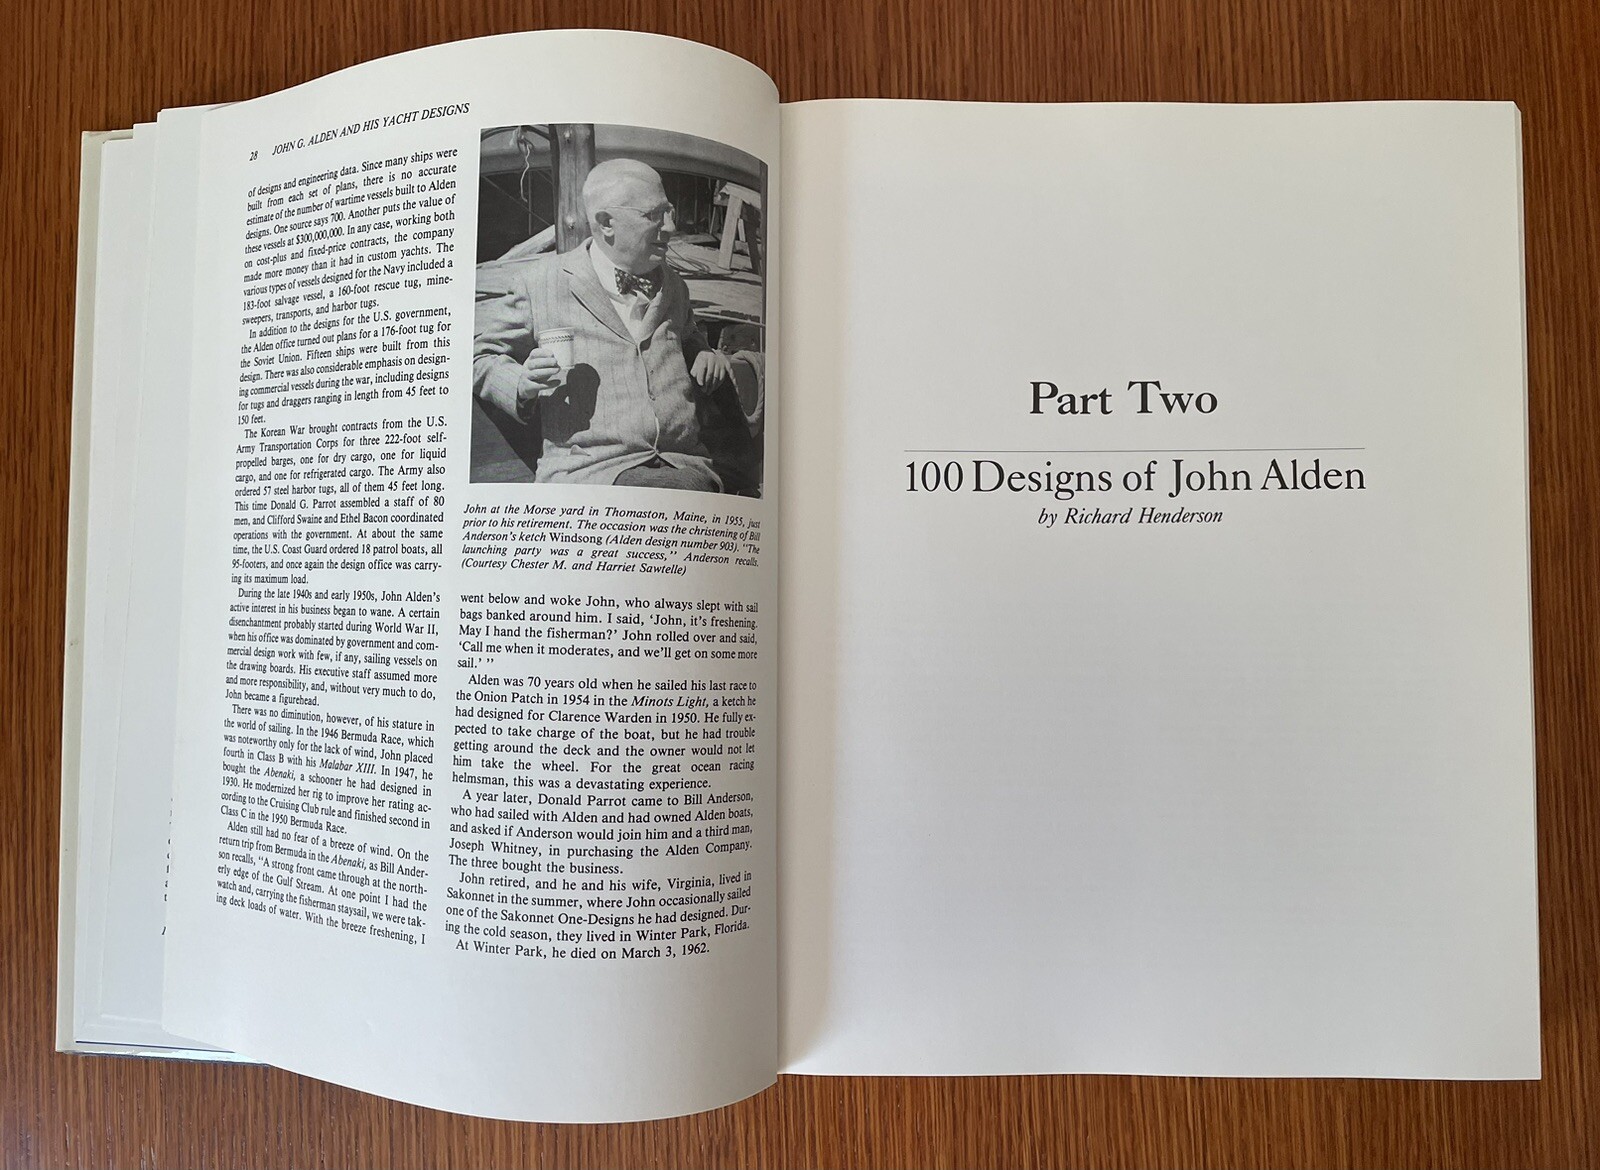 28 JOHN G. ALDEN AND HIS YACHT DESIGNS
of designs and engineering data. Since many ships were
built from each set of plans, there is no accurate
estimate of the number of wartime vessels built to Alden
designs. One source says 700. Another puts the value of
these vessels at $300,000,000. In any case, working both
on cost-plus and fixed-price contracts, the company
made more money than it had in custom yachts. The
various types of vessels designed for the Navy included a
183-foot salvage vessel, a 160-foot rescue tug, mine-
sweepers, transports, and harbor tugs.
In addition to the designs for the U.S. government,
the Alden office turned out plans for a 176-foot tug for
the Soviet Union. Fifteen ships were built from this
design. There was also considerable emphasis on design-
ing commercial vessels during the war, including designs
for tugs and draggers ranging in length from 45 feet to
150 feet.
The Korean War brought contracts from the U.S.
Army Transportation Corps for three 222-foot self-
propelled barges, one for dry cargo, one for liquid
cargo, and one for refrigerated cargo. The Army also
ordered 57 steel harbor tugs, all of them 45 feet long.
This time Donald G. Parrot assembled a staff of 80
men, and Clifford Swaine and Ethel Bacon coordinated
operations with the government. At about the same
time, the U.S. Coast Guard ordered 18 patrol boats, all
95-footers, and once again the design office was carry-
ing its maximum load.
During the late 1940s and early 1950s, John Alden's
active interest in his business began to wane. A certain
disenchantment probably started during World War II,
when his office was dominated by government and com-
mercial design work with few, if any, sailing vessels on
the drawing boards. His executive staff assumed more
and more responsibility, and, without very much to do,
John became a figurehead.
There was no diminution, however, of his stature in
the world of sailing. In the 1946 Bermuda Race, which
was noteworthy only for the lack of wind, John placed
fourth in Class B with his Malabar XIII. In 1947, he
bought the Abenaki, a schooner he had designed in
1930. He modernized her rig to improve her rating ac-
cording to the Cruising Club rule and finished second in
Class C in the 1950 Bermuda Race.
Alden still had no fear of a breeze of wind. On the
return trip from Bermuda in the Abenaki, as Bill Ander-
son recalls, "A strong front came through at the north-
erly edge of the Gulf Stream. At one point I had the
watch and, carrying the fisherman staysail, we were tak-
ing deck loads of water. With the breeze freshening, I
John at the Morse yard in Thomaston, Maine, in 1955, just
prior to his retirement. The occasion was the christening of Bill
Anderson's ketch Windsong (Alden design number 903). "The
launching party was a great success," Anderson recalls.
(Courtesy Chester M. and Harriet Sawtelle)
went below and woke John, who always slept with sail
bags banked around him. I said, 'John, it's freshening.
May I hand the fisherman?' John rolled over and said,
'Call me when it moderates, and we'll get on some more
sail.' "
Alden was 70 years old when he sailed his last race to
the Onion Patch in 1954 in the Minots Light, a ketch he
had designed for Clarence Warden in 1950. He fully ex-
pected to take charge of the boat, but he had trouble
getting around the deck and the owner would not let
him take the wheel. For the great ocean racing
helmsman, this was a devastating experience.
A year later, Donald Parrot came to Bill Anderson,
who had sailed with Alden and had owned Alden boats,
and asked if Anderson would join him and a third man,
Joseph Whitney, in purchasing the Alden Company.
The three bought the business.
John retired, and he and his wife, Virginia, lived in
Sakonnet in the summer, where John occasionally sailed
one of the Sakonnet One-Designs he had designed. Dur-
ing the cold season, they lived in Winter Park, Florida.
At Winter Park, he died on March 3, 1962.
Part Two
100 Designs of John Alden
by Richard Henderson